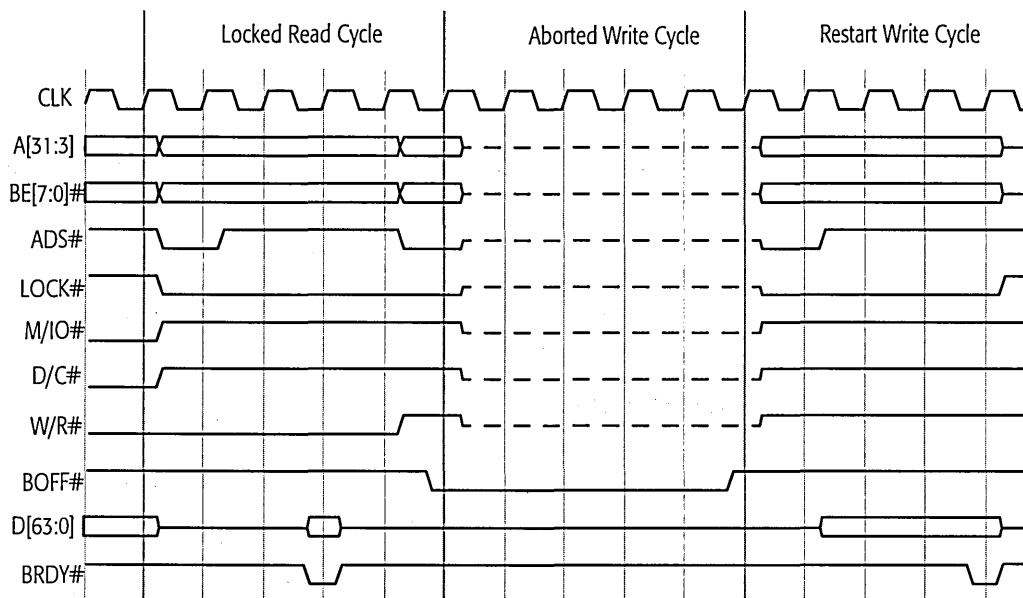 Locked Read Cycle
Aborted Write Cycle
Restart Write Cycle
CLK
A[31:3]
BE[7:0]#
ADS#
LOCK#
M/IO#
D/C#
W/R#
BOFF#
D[63:0]
BRDY#